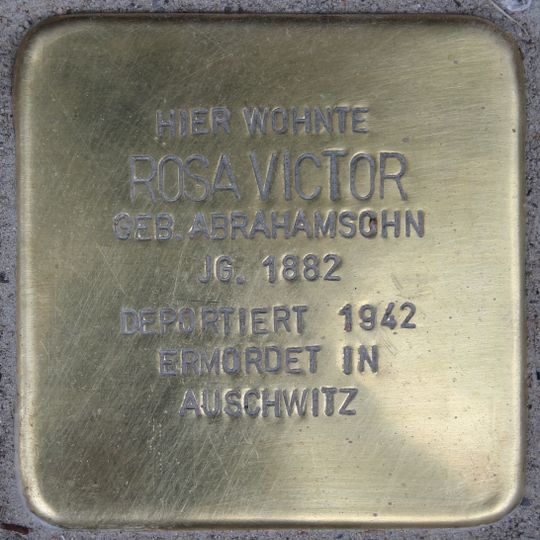 HIER WOHNTE
ROSA VICTOR
GEB. ABRAHAMSOHN
JG. 1882
DEPORTIERT 1942
ERMORDET IN
AUSCHWITZ